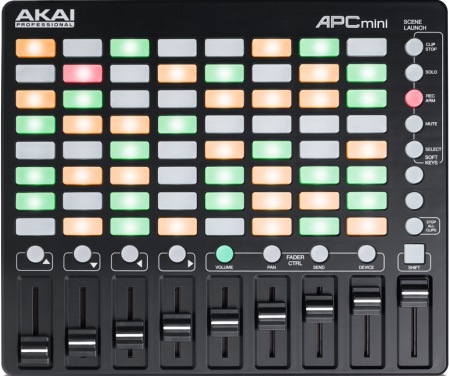 AKAI
PROFESSIONAL
APCmini
SCENE
LAUNCH
CLIP
STOP
SOLO
REC
ARM
MUTE
SELECT
SOFT
KEYS
STOP
ALL
CLIPS
VOLUME
PAN
FADER
CTRL
SEND
DEVICE
SHIFT